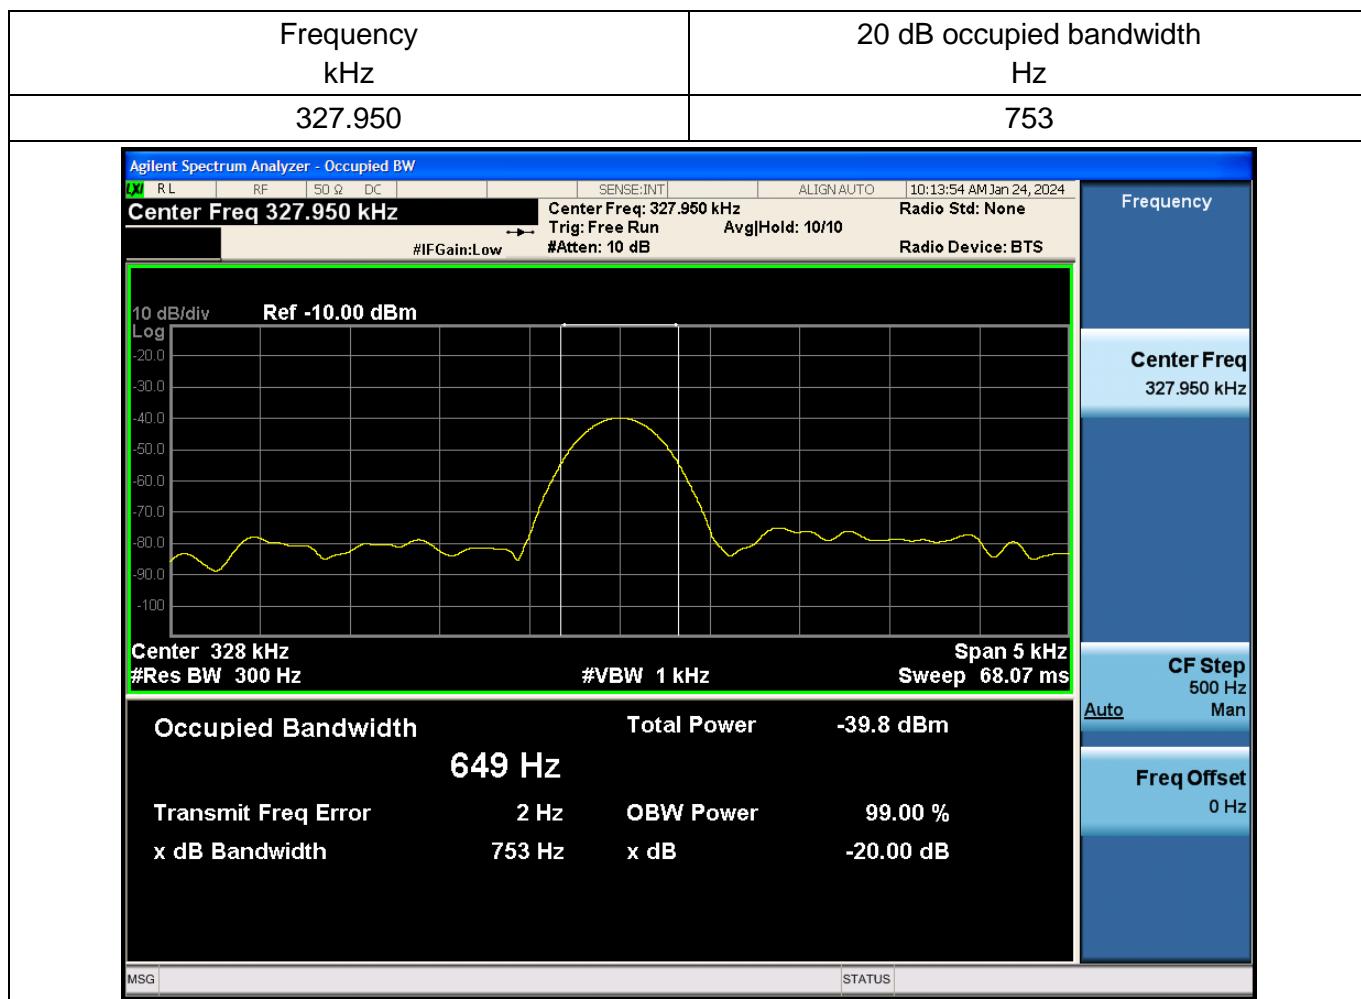 Frequency
kHz
20 dB occupied bandwidth
Hz
327.950
753
Agilent Spectrum Analyzer - Occupied BW
LXI RL RF 50 Ω DC SENSE:INT ALIGN AUTO 10:13:54 AM Jan 24, 2024
Center Freq 327.950 kHz
Center Freq: 327.950 kHz Radio Std: None
Trig: Free Run Avg|Hold: 10/10
#IFGain:Low #Atten: 10 dB Radio Device: BTS
10 dB/div Ref -10.00 dBm
Log
-20.0
-30.0
-40.0
-50.0
-60.0
-70.0
-80.0
-90.0
-100
Center 328 kHz Span 5 kHz
#Res BW 300 Hz #VBW 1 kHz Sweep 68.07 ms
Occupied Bandwidth Total Power -39.8 dBm
649 Hz
Transmit Freq Error 2 Hz OBW Power 99.00 %
x dB Bandwidth 753 Hz x dB -20.00 dB
MSG STATUS
Frequency
Center Freq
327.950 kHz
CF Step
500 Hz
Auto Man
Freq Offset
0 Hz